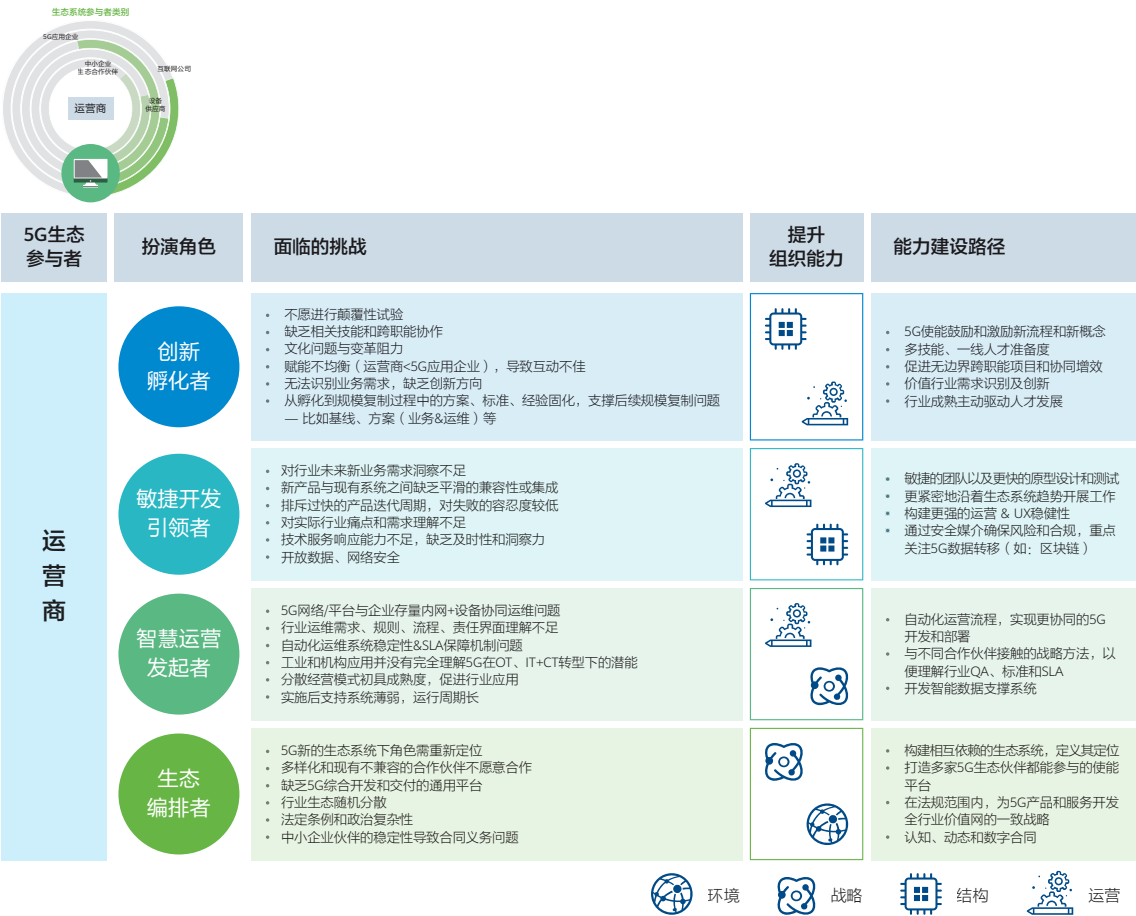 生态系统参与者类别
5G应用企业
中小企业
生态合作伙伴
互联网公司
设备
供应商
运营商
5G生态
参与者
扮演角色
面临的挑战
提升
组织能力
能力建设路径
运
营
商
创新
孵化者
• 不愿进行颠覆性试验
• 缺乏相关技能和跨职能协作
• 文化问题与变革阻力
• 赋能不均衡（运营商<5G应用企业），导致互动不佳
• 无法识别业务需求，缺乏创新方向
• 从孵化到规模复制过程中的方案、标准、经验固化，支撑后续规模复制问题
— 比如基线、方案（业务&运维）等
• 5G使能鼓励和激励新流程和新概念
• 多技能、一线人才准备度
• 促进无边界跨职能项目和协同增效
• 价值行业需求识别及创新
• 行业成熟主动驱动人才发展
敏捷开发
引领者
• 对行业未来新业务需求洞察不足
• 新产品与现有系统之间缺乏平滑的兼容性或集成
• 排斥过快的产品迭代周期，对失败的容忍度较低
• 对实际行业痛点和需求理解不足
• 技术服务响应能力不足，缺乏及时性和洞察力
• 开放数据、网络安全
• 敏捷的团队以及更快的原型设计和测试
• 更紧密地沿着生态系统趋势开展工作
• 构建更强的运营 & UX稳健性
• 通过安全媒介确保风险和合规，重点
关注5G数据转移（如：区块链）
智慧运营
发起者
• 5G网络/平台与企业存量内网+设备协同运维问题
• 行业运维需求、规则、流程、责任界面理解不足
• 自动化运维系统稳定性&SLA保障机制问题
• 工业和机构应用并没有完全理解5G在OT、IT+CT转型下的潜能
• 分散经营模式初具成熟度，促进行业应用
• 实施后支持系统薄弱，运行周期长
• 自动化运营流程，实现更协同的5G
开发和部署
• 与不同合作伙伴接触的战略方法，以
便理解行业QA、标准和SLA
• 开发智能数据支撑系统
生态
编排者
• 5G新的生态系统下角色需重新定位
• 多样化和现有不兼容的合作伙伴不愿意合作
• 缺乏5G综合开发和交付的通用平台
• 行业生态随机分散
• 法定条例和政治复杂性
• 中小企业伙伴的稳定性导致合同义务问题
• 构建相互依赖的生态系统，定义其定位
• 打造多家5G生态伙伴都能参与的使能
平台
• 在法规范围内，为5G产品和服务开发
全行业价值网的一致战略
• 认知、动态和数字合同
环境
战略
结构
运营